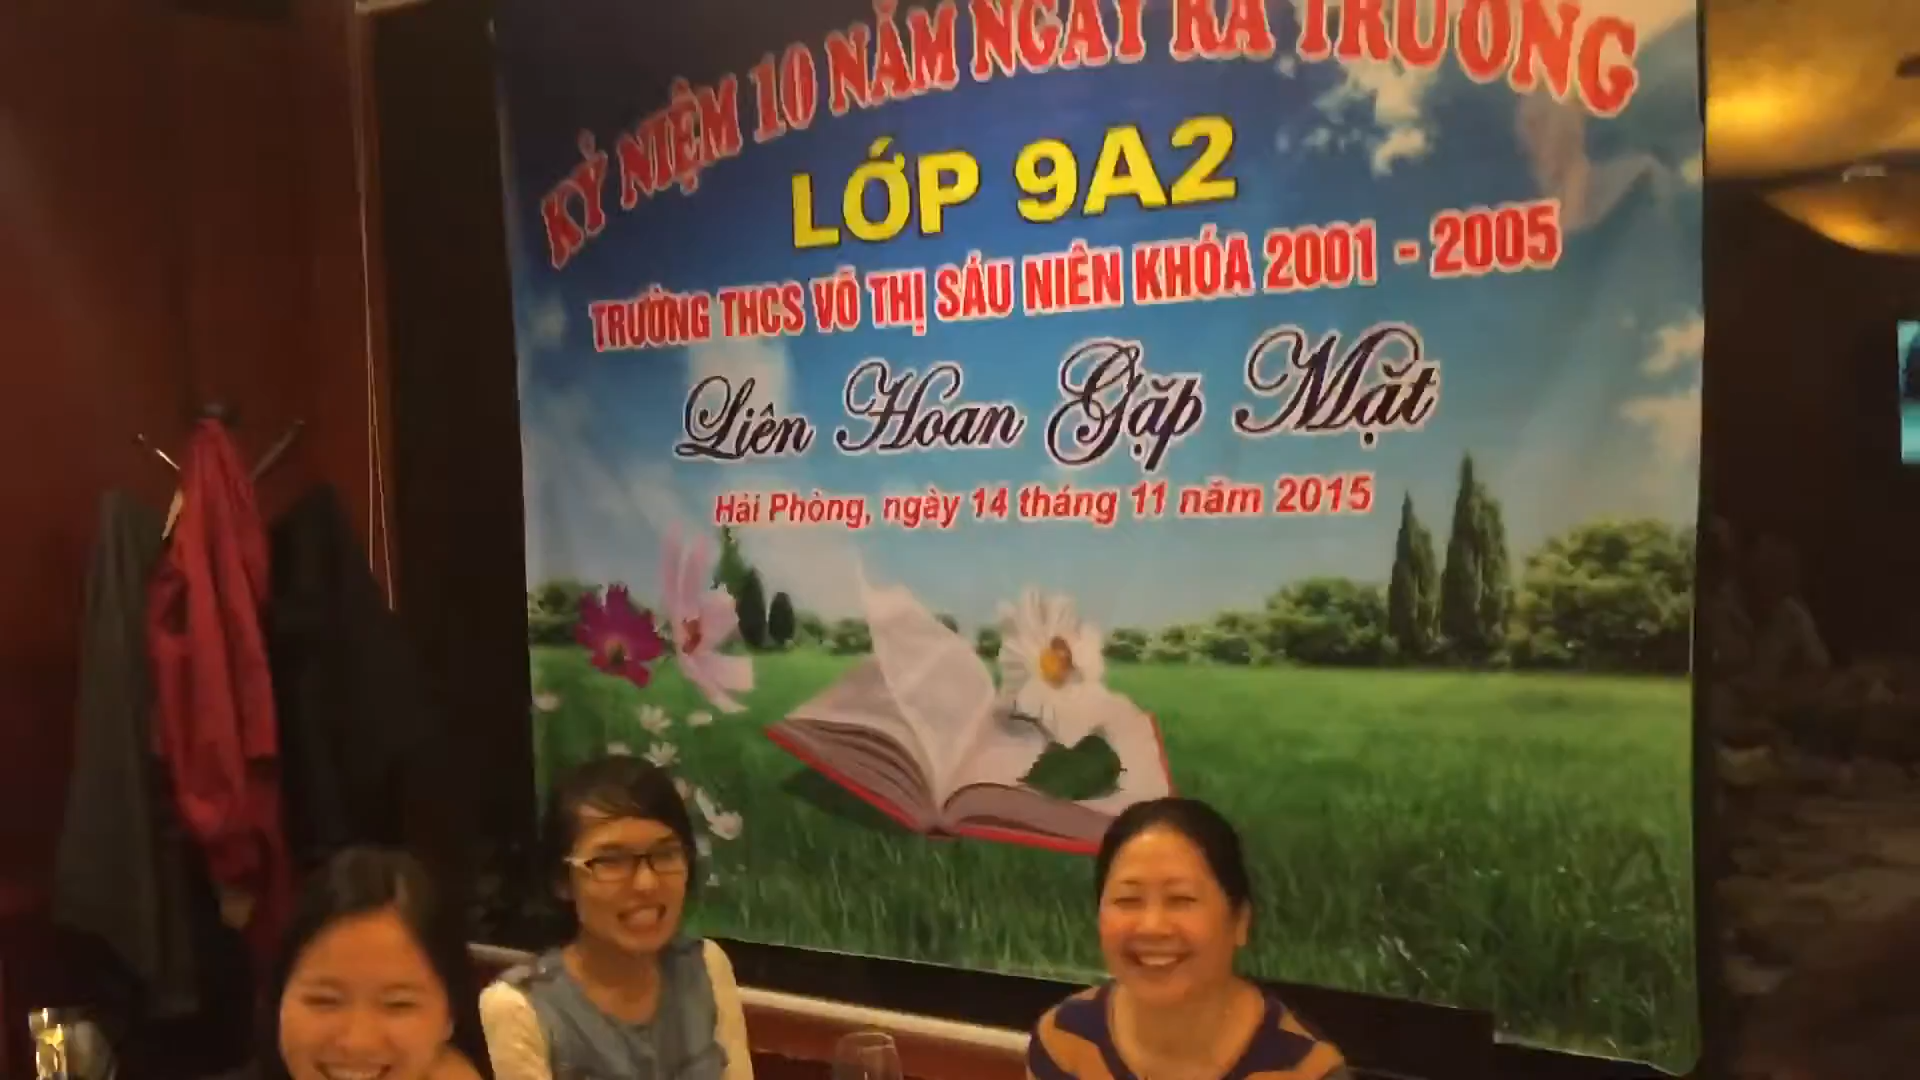 KỶ NIỆM 10 NĂM NGÀY RA TRƯỜNG
LỚP 9A2
TRƯỜNG THCS VÕ THỊ SÁU NIÊN KHÓA 2001 - 2005
Liên Hoan Gặp Mặt
Hải Phòng, ngày 14 tháng 11 năm 2015